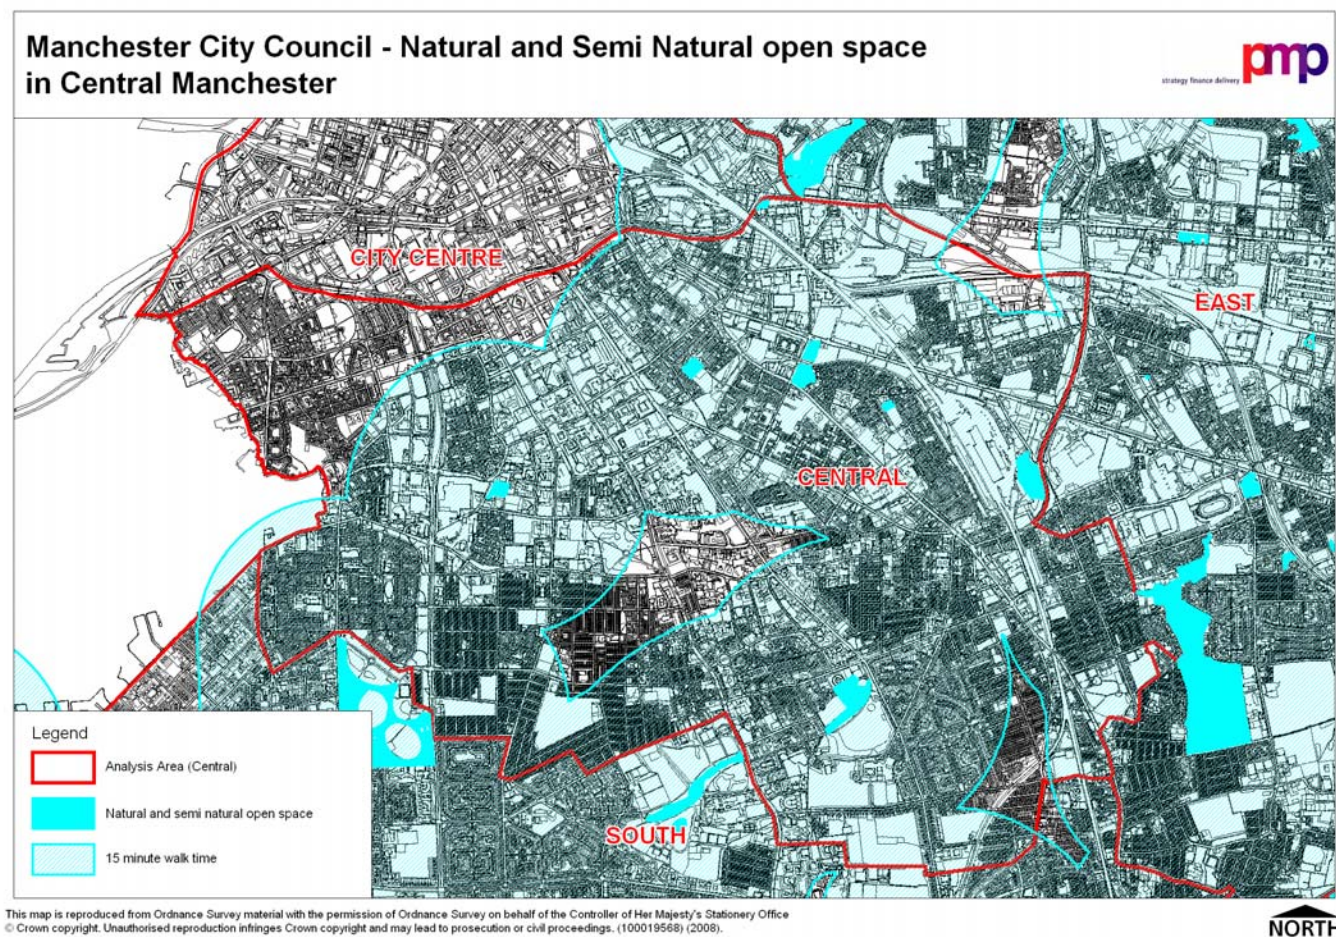 Manchester City Council - Natural and Semi Natural open space
in Central Manchester
pmp
strategy finance delivery
CITY CENTRE
EAST
CENTRAL
SOUTH
Legend
Analysis Area (Central)
Natural and semi natural open space
15 minute walk time
This map is reproduced from Ordnance Survey material with the permission of Ordnance Survey on behalf of the Controller of Her Majesty's Stationery Office
© Crown copyright. Unauthorised reproduction infringes Crown copyright and may lead to prosecution or civil proceedings. (100019568) (2008).
NORTH